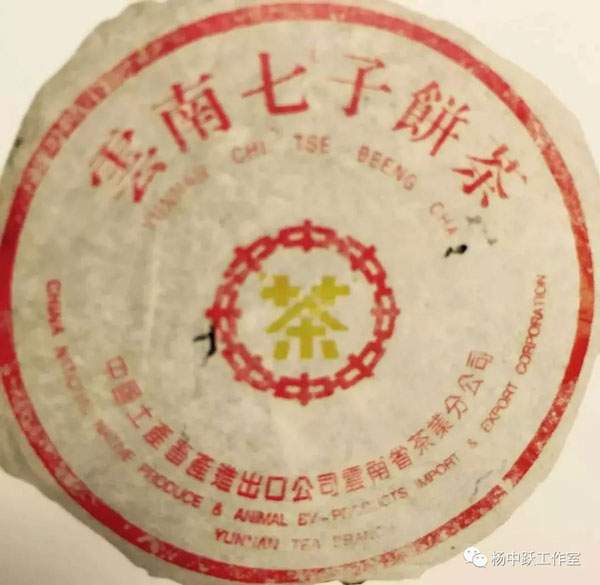 雲南七子餅茶
YUNNAN CHI TSE BEENG CHA
茶
中國土產畜產進出口公司雲南省茶葉分公司
CHINA NATIONAL NATIVE PRODUCE & ANIMAL BY-PRODUCTS IMPORT & EXPORT CORPORATION
YUNNAN TEA BRANCH
杨中跃工作室